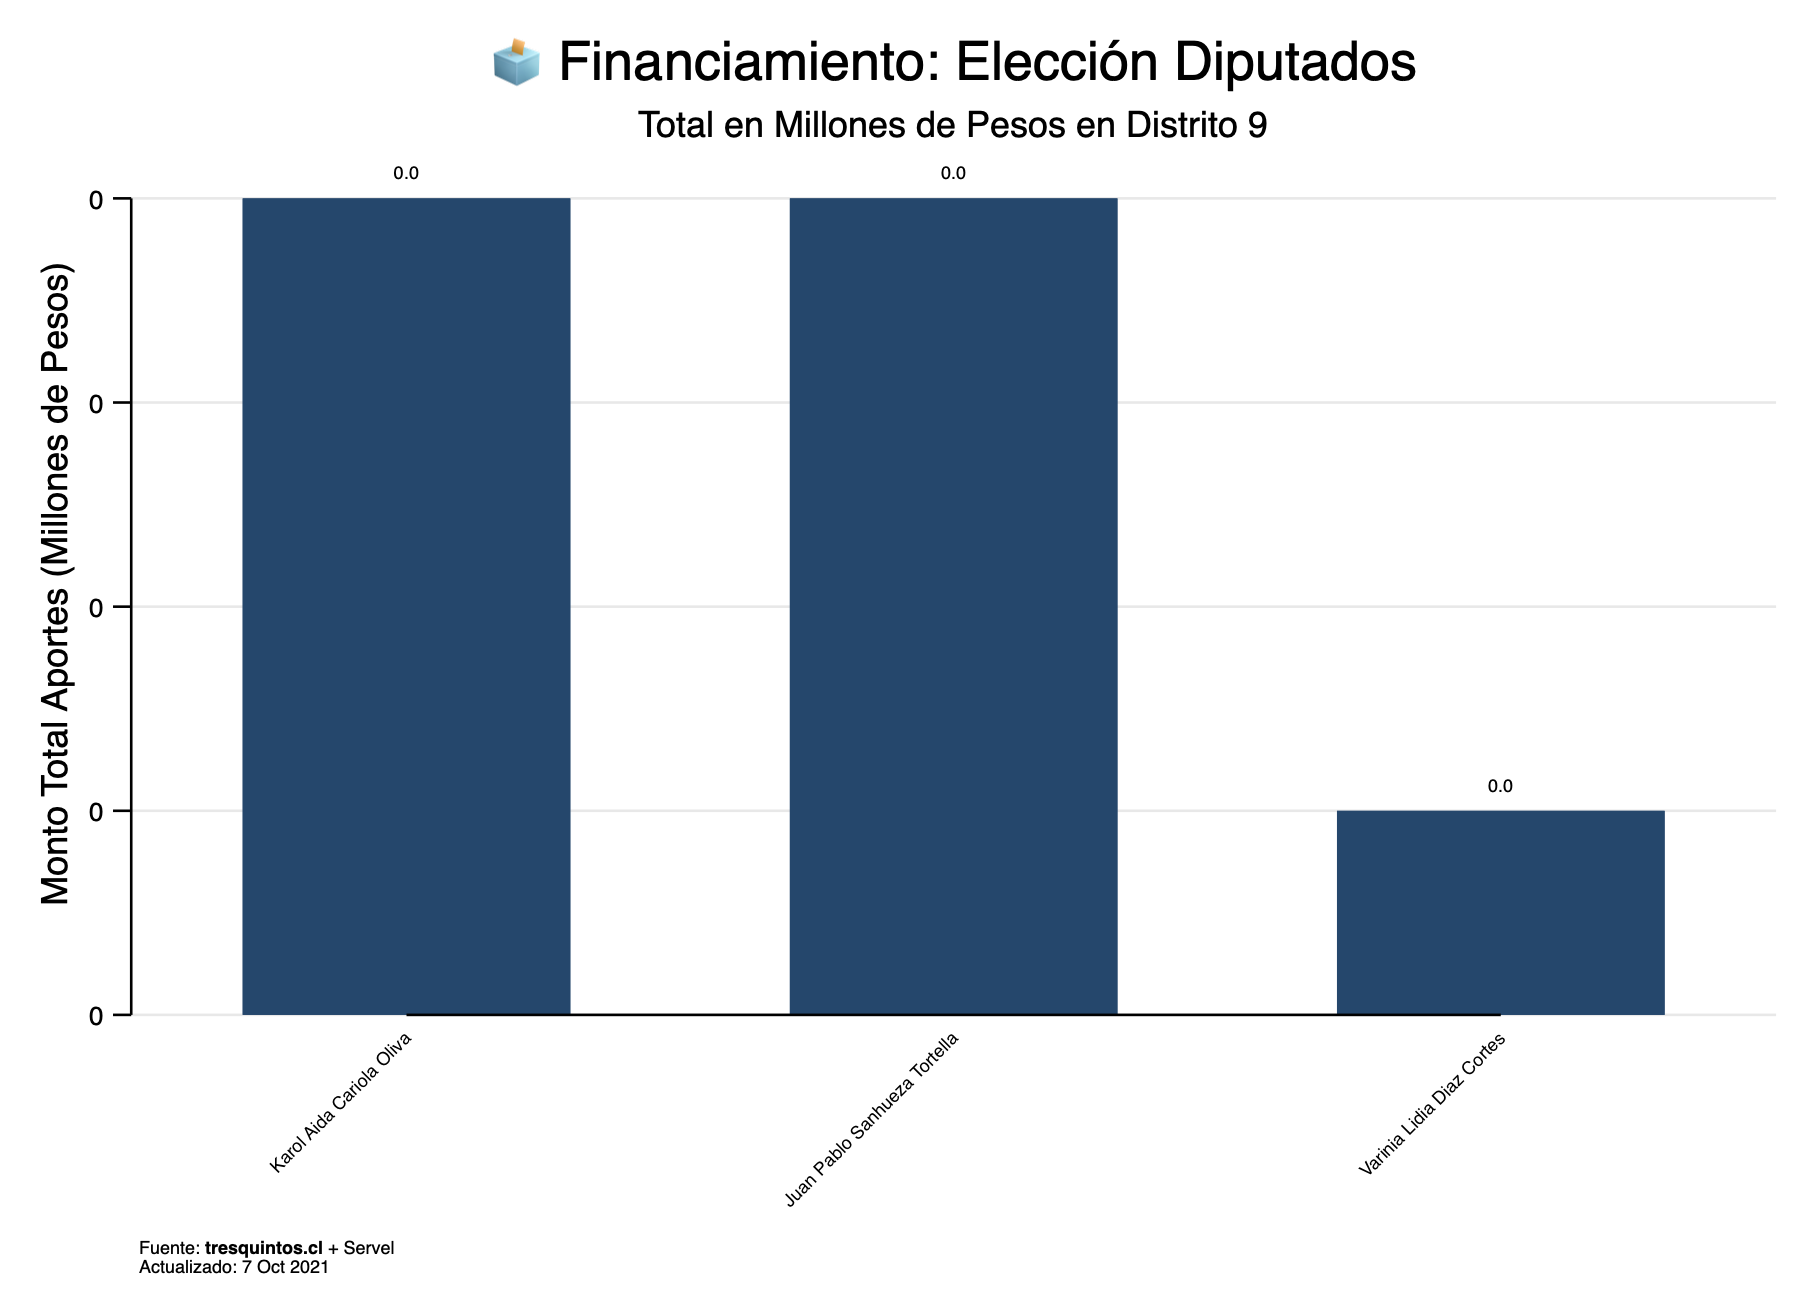 Financiamiento: Elección Diputados
Total en Millones de Pesos en Distrito 9
Monto Total Aportes (Millones de Pesos)
0.0
0.0
0
0
0
0.0
0
0
Karol Aida Cariola Oliva
Juan Pablo Sanhueza Tortella
Varinia Lidia Diaz Cortes
Fuente: tresquintos.cl + Servel
Actualizado: 7 Oct 2021